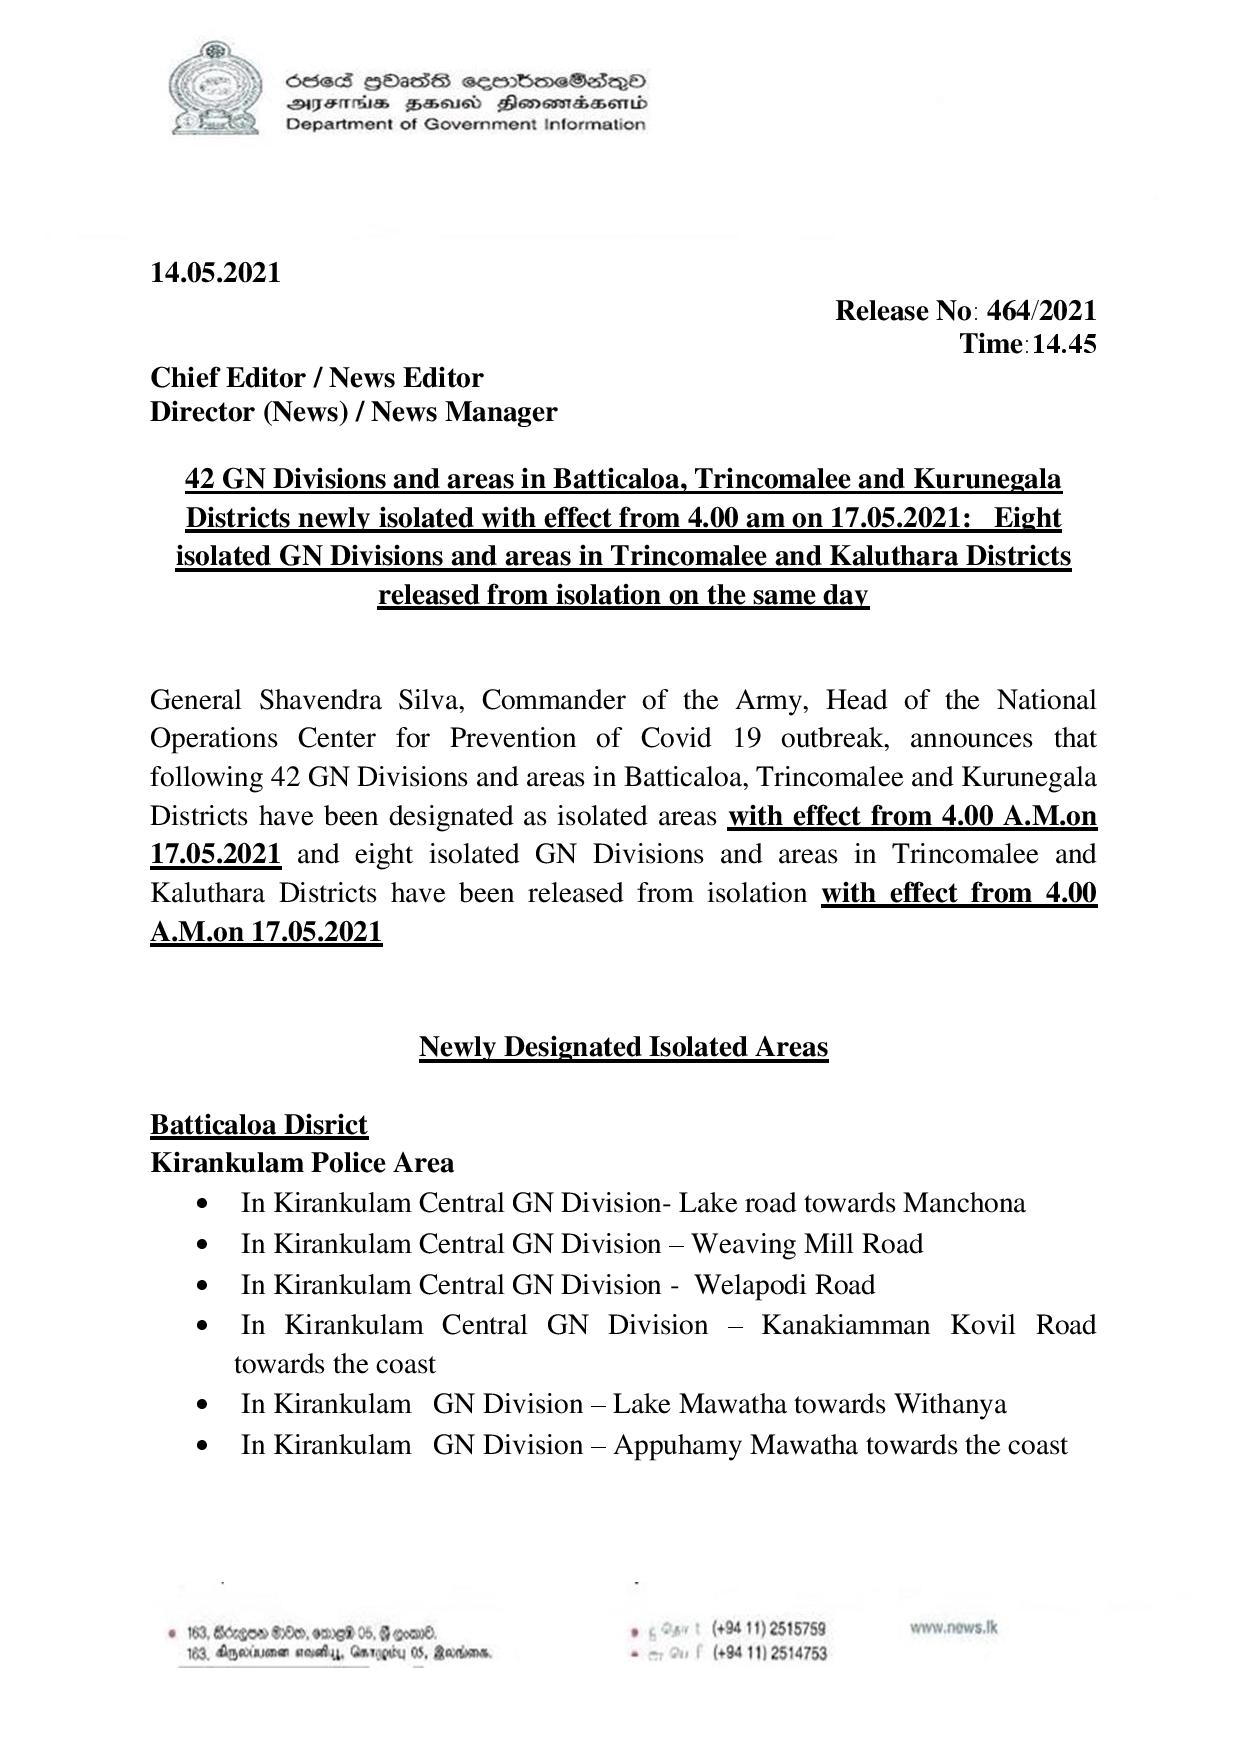 රජයේ ප්‍රවෘත්ති දෙපාර්තමේන්තුව
அரசாங்க தகவல் திணைக்களம்
Department of Government Information
14.05.2021
Release No: 464/2021
Time:14.45
Chief Editor / News Editor
Director (News) / News Manager
42 GN Divisions and areas in Batticaloa, Trincomalee and Kurunegala
Districts newly isolated with effect from 4.00 am on 17.05.2021: Eight
isolated GN Divisions and areas in Trincomalee and Kaluthara Districts
released from isolation on the same day
General Shavendra Silva, Commander of the Army, Head of the National
Operations Center for Prevention of Covid 19 outbreak, announces that
following 42 GN Divisions and areas in Batticaloa, Trincomalee and Kurunegala
Districts have been designated as isolated areas with effect from 4.00 A.M.on
17.05.2021 and eight isolated GN Divisions and areas in Trincomalee and
Kaluthara Districts have been released from isolation with effect from 4.00
A.M.on 17.05.2021
Newly Designated Isolated Areas
Batticaloa Disrict
Kirankulam Police Area
• In Kirankulam Central GN Division- Lake road towards Manchona
• In Kirankulam Central GN Division – Weaving Mill Road
• In Kirankulam Central GN Division - Welapodi Road
• In Kirankulam Central GN Division – Kanakiamman Kovil Road
towards the coast
• In Kirankulam GN Division – Lake Mawatha towards Withanya
• In Kirankulam GN Division – Appuhamy Mawatha towards the coast
• 163, කිරුලපන මාවත, කොළඹ 05, ශ්‍රී ලංකාව.
163, கிருலப்பனை எவனியூ, கொழும்பு 05, இலங்கை.
• (+94 11) 2515759
• (+94 11) 2514753
www.news.lk